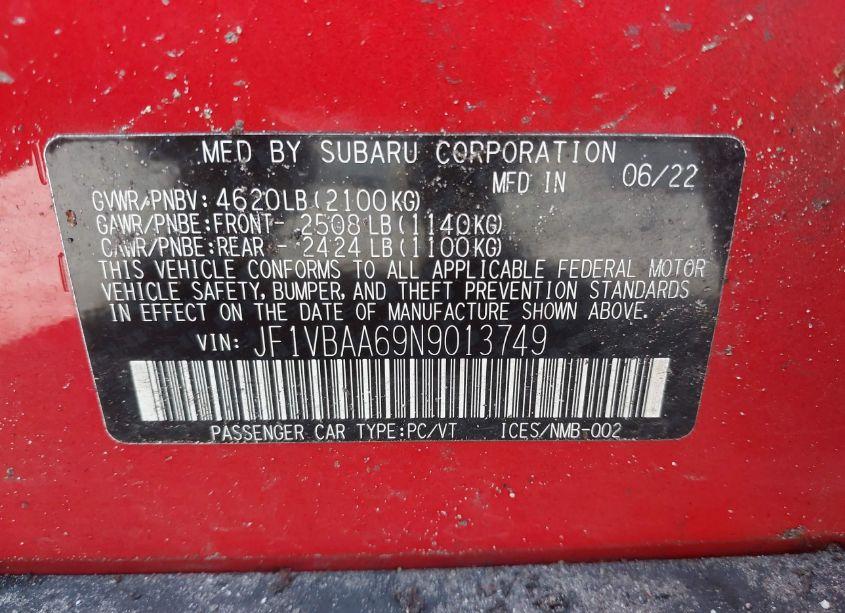 MFD BY SUBARU CORPORATION
MFD IN 06/22
GVWR/PNBV: 4620LB(2100KG)
GAWR/PNBE:FRONT- 2508LB(1140KG)
GAWR/PNBE:REAR - 2424LB(1100KG)
THIS VEHICLE CONFORMS TO ALL APPLICABLE FEDERAL MOTOR
VEHICLE SAFETY, BUMPER, AND THEFT PREVENTION STANDARDS
IN EFFECT ON THE DATE OF MANUFACTURE SHOWN ABOVE.
VIN: JF1VBAA69N9013749
PASSENGER CAR TYPE:PC/VT ICES/NMB-002